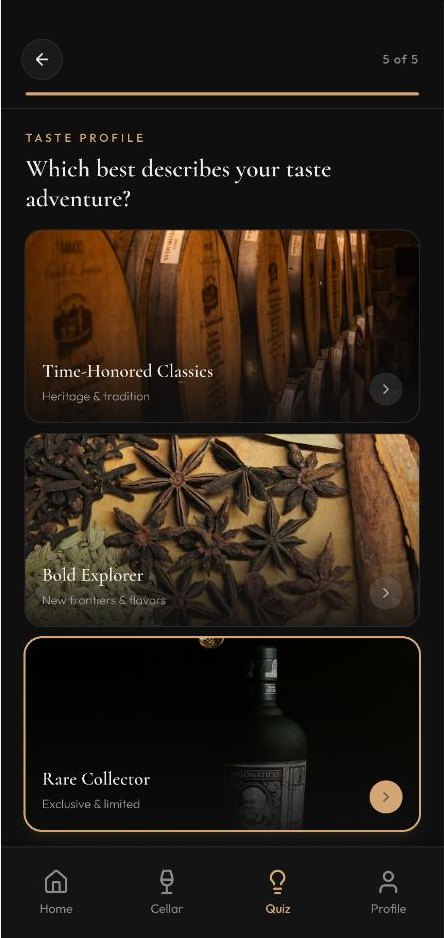 5 of 5
TASTE PROFILE
Which best describes your taste
adventure?
Time-Honored Classics
Heritage & tradition
Bold Explorer
New frontiers & flavors
DIPLOMÁTICO
Rare Collector
Exclusive & limited
Home
Cellar
Quiz
Profile